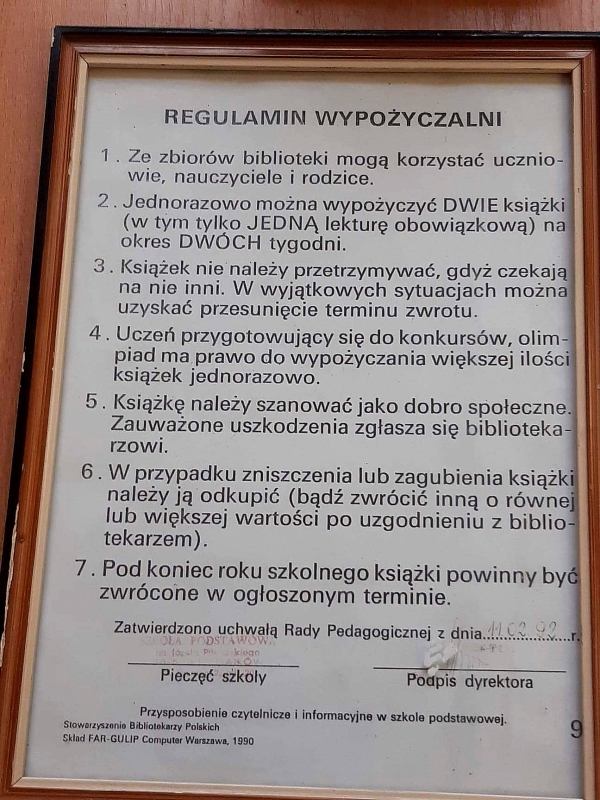 REGULAMIN WYPOŻYCZALNI
1. Ze zbiorów biblioteki mogą korzystać ucznio-
wie, nauczyciele i rodzice.
2. Jednorazowo można wypożyczyć DWIE książki
(w tym tylko JEDNĄ lekturę obowiązkową) na
okres DWÓCH tygodni.
3. Książek nie należy przetrzymywać, gdyż czekają
na nie inni. W wyjątkowych sytuacjach można
uzyskać przesunięcie terminu zwrotu.
4. Uczeń przygotowujący się do konkursów, olim-
piad ma prawo do wypożyczania większej ilości
książek jednorazowo.
5. Książkę należy szanować jako dobro społeczne.
Zauważone uszkodzenia zgłasza się biblioteka-
rzowi.
6. W przypadku zniszczenia lub zagubienia książki
należy ją odkupić (bądź zwrócić inną o równej
lub większej wartości po uzgodnieniu z biblio-
tekarzem).
7. Pod koniec roku szkolnego książki powinny być
zwrócone w ogłoszonym terminie.
Zatwierdzono uchwałą Rady Pedagogicznej z dnia 11 02 92 r.
SZKOŁA PODSTAWOWA
Pieczęć szkoły
Podpis dyrektora
Przysposobienie czytelnicze i informacyjne w szkole podstawowej.
Stowarzyszenie Bibliotekarzy Polskich
Skład FAR-GULIP Computer Warszawa, 1990
9